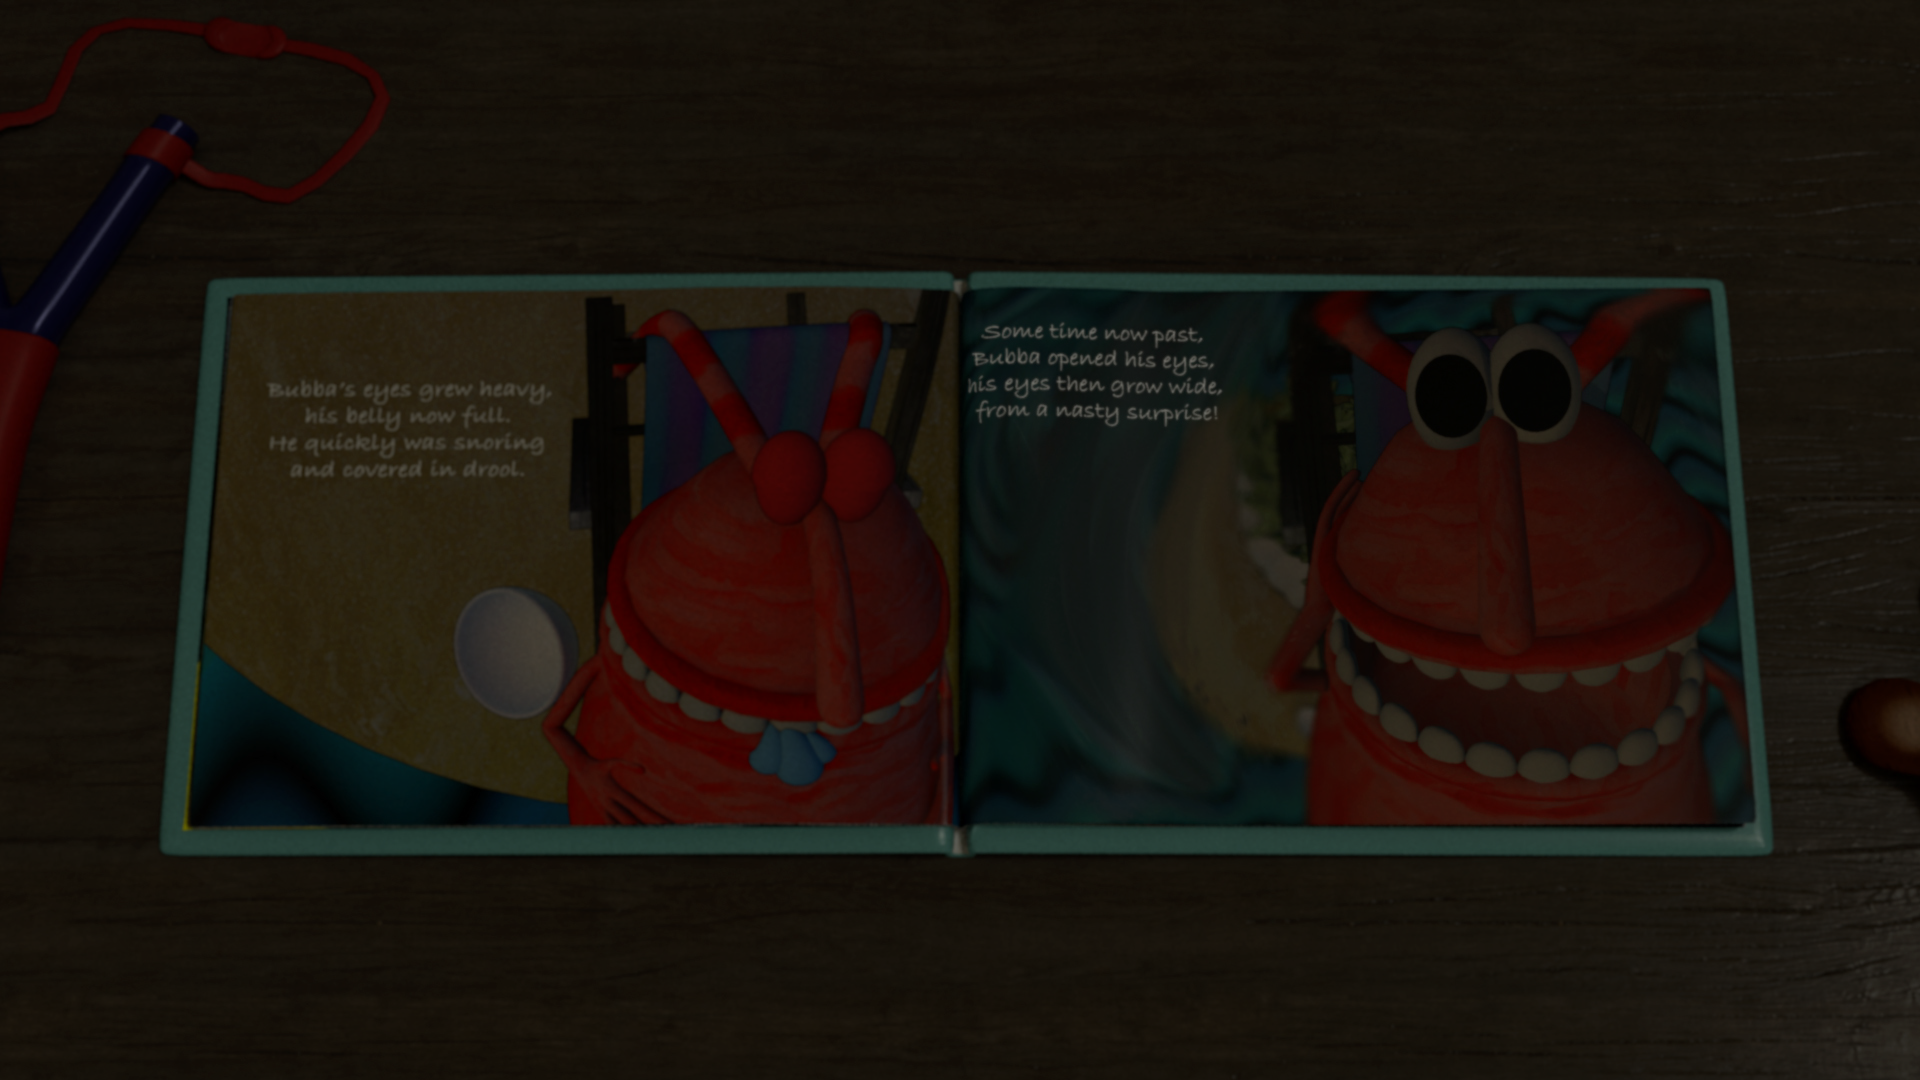 Bubba's eyes grew heavy,
his belly now full.
He quickly was snoring
and covered in drool.
Some time now past,
Bubba opened his eyes,
his eyes then grow wide,
from a nasty surprise!